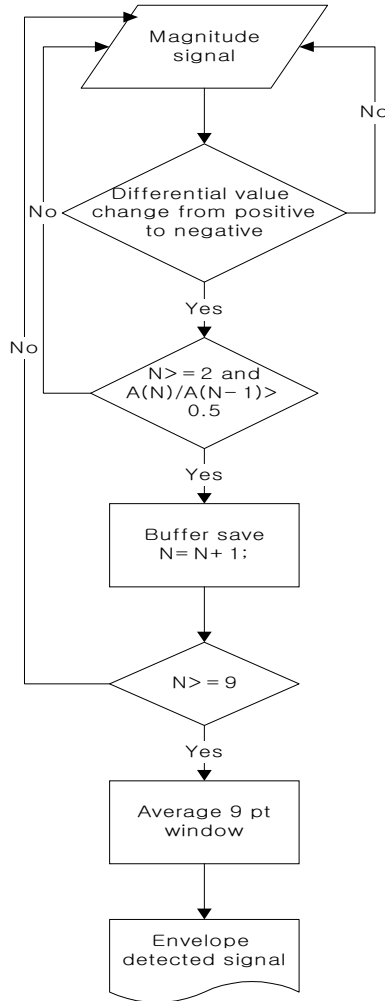 Magnitude
signal
No
Differential value
change from positive
to negative
No
Yes
No
N>=2 and
A(N)/A(N-1)>
0.5
Yes
Buffer save
N=N+1;
N>=9
Yes
Average 9 pt
window
Envelope
detected signal